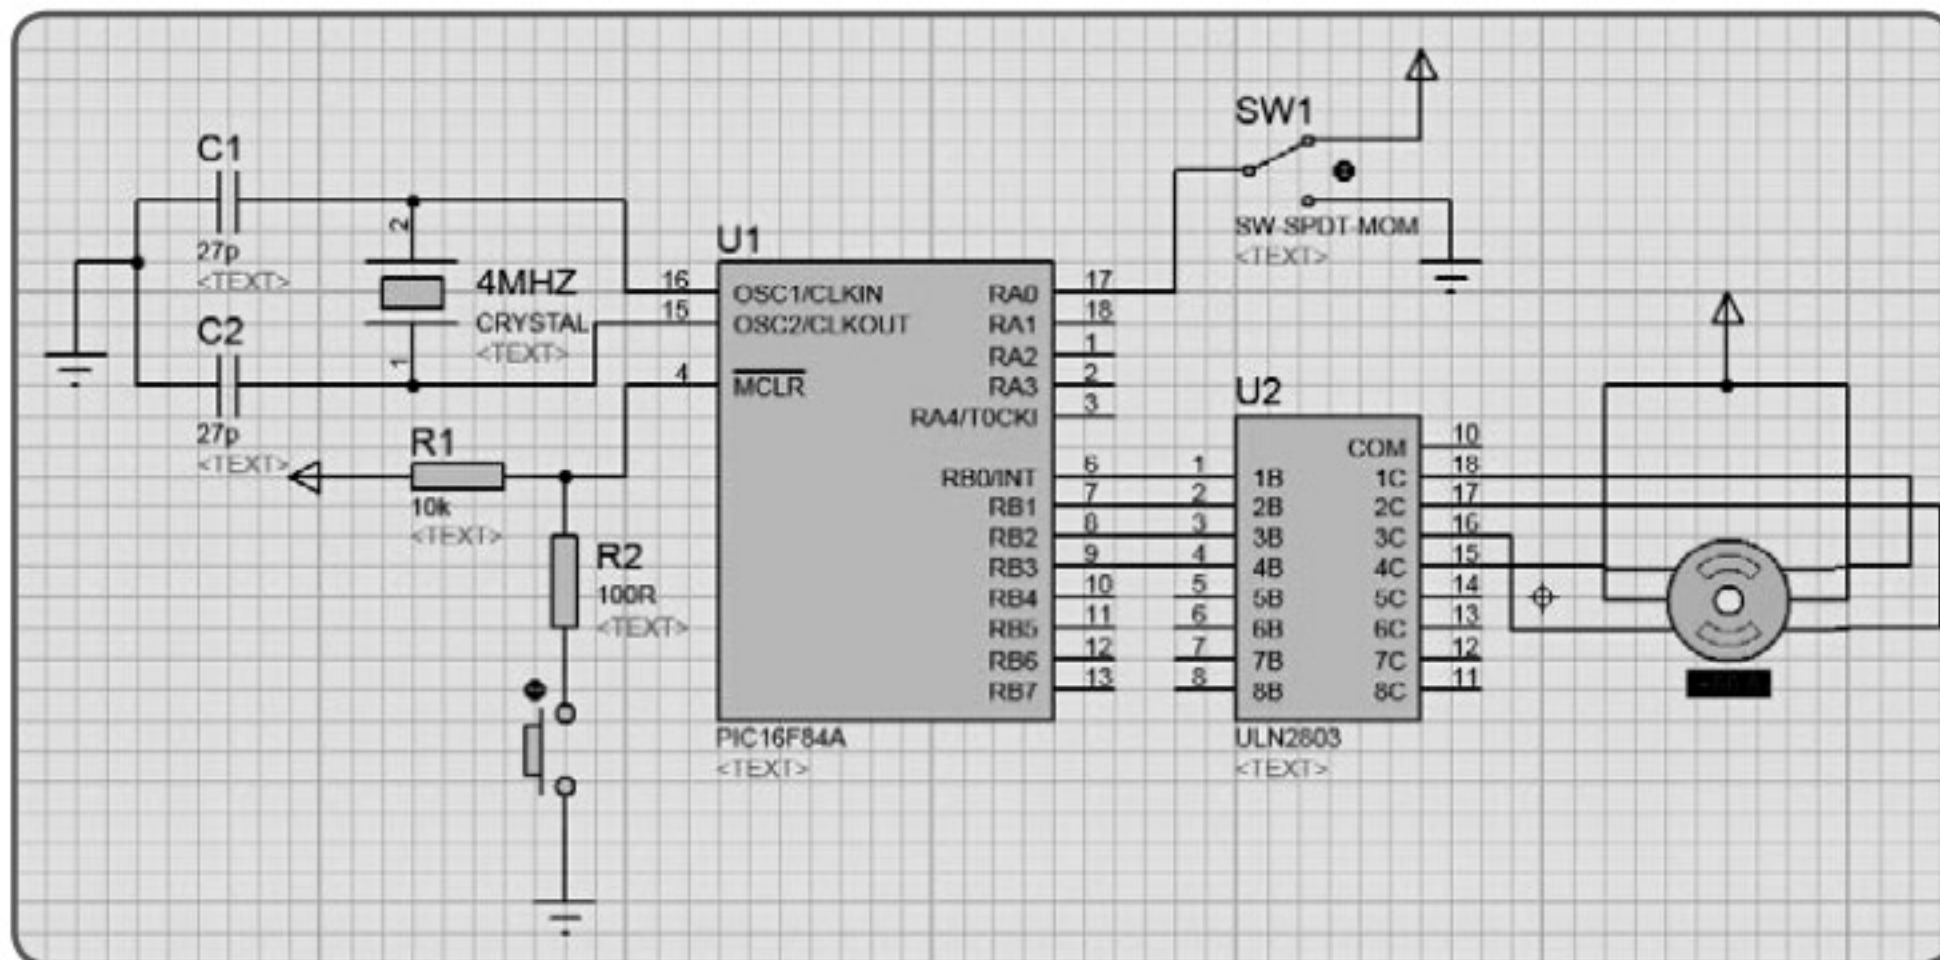 C1
27p
<TEXT>
2
4MHZ
CRYSTAL
<TEXT>
1
C2
27p
<TEXT>
R1
10k
<TEXT>
R2
100R
<TEXT>
U1
16 OSC1/CLKIN
15 OSC2/CLKOUT
4 MCLR
RA0 17
RA1 18
RA2 1
RA3 2
RA4/T0CKI 3
RB0/INT 6
RB1 7
RB2 8
RB3 9
RB4 10
RB5 11
RB6 12
RB7 13
PIC16F84A
<TEXT>
SW1
SW-SPDT-MOM
<TEXT>
U2
COM 10
1 1B 1C 18
2 2B 2C 17
3 3B 3C 16
4 4B 4C 15
5 5B 5C 14
6 6B 6C 13
7 7B 7C 12
8 8B 8C 11
ULN2803
<TEXT>